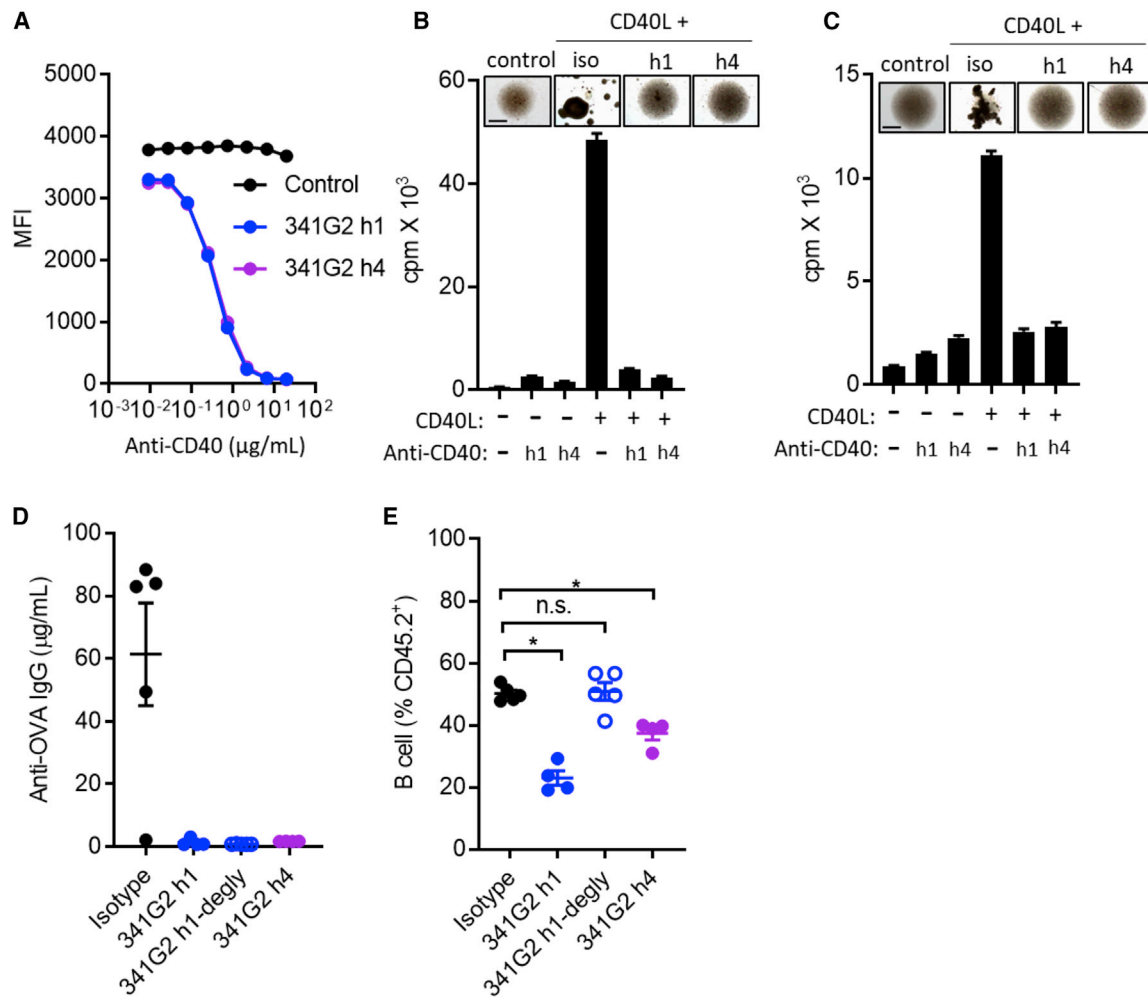 A
5000
4000
3000
2000
1000
0
MFI
Control
341G2 h1
341G2 h4
10-3 10-2 10-1 100 101 102
Anti-CD40 (μg/mL)
B
CD40L +
control iso h1 h4
60
40
20
0
cpm X 103
CD40L: – – – + + +
Anti-CD40: – h1 h4 – h1 h4
C
CD40L +
control iso h1 h4
15
10
5
0
cpm X 103
CD40L: – – – + + +
Anti-CD40: – h1 h4 – h1 h4
D
100
80
60
40
20
0
Anti-OVA IgG (μg/mL)
Isotype
341G2 h1
341G2 h1-degly
341G2 h4
E
100
80
60
40
20
0
B cell (% CD45.2+)
*
n.s.
*
Isotype
341G2 h1
341G2 h1-degly
341G2 h4